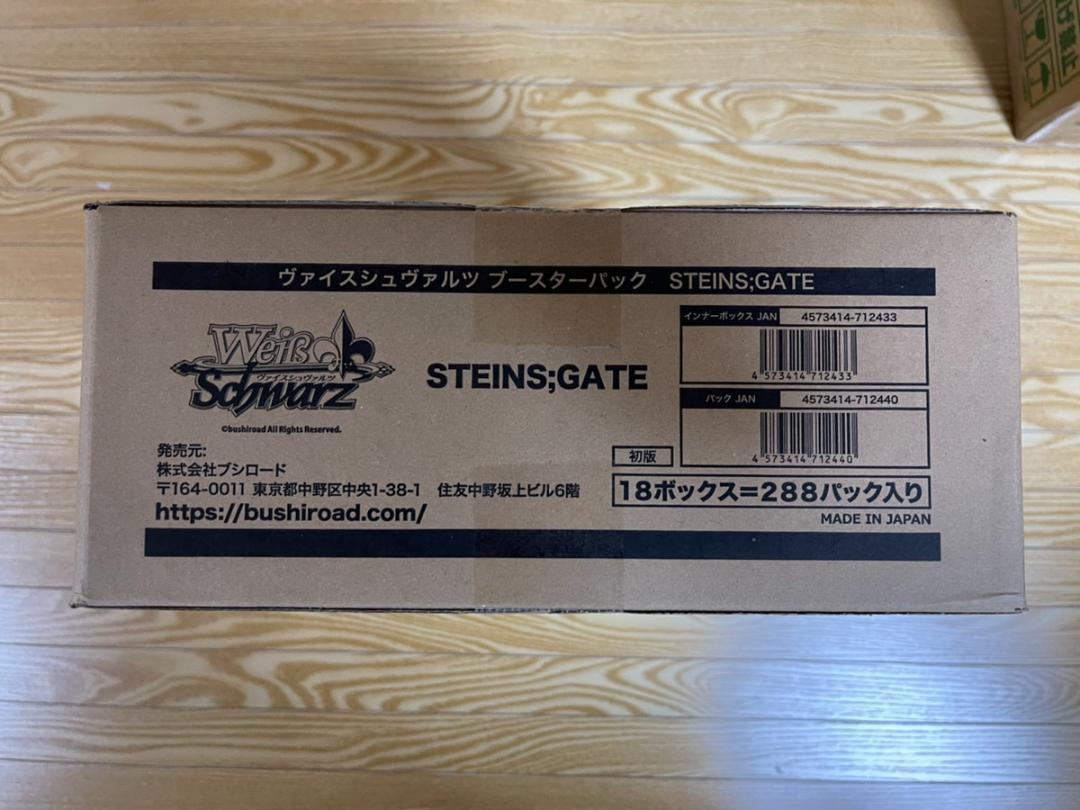 げ禁止
ヴァイスシュヴァルツ ブースターパック STEINS;GATE
Weiß
ヴァイスシュヴァルツ
Schwarz
©bushiroad All Rights Reserved.
STEINS;GATE
インナーボックス JAN 4573414-712433
4 573414 712433
パック JAN 4573414-712440
4 573414 712440
発売元:
株式会社ブシロード
〒164-0011 東京都中野区中央1-38-1 住友中野坂上ビル6階
https://bushiroad.com/
初版
18ボックス=288パック入り
MADE IN JAPAN